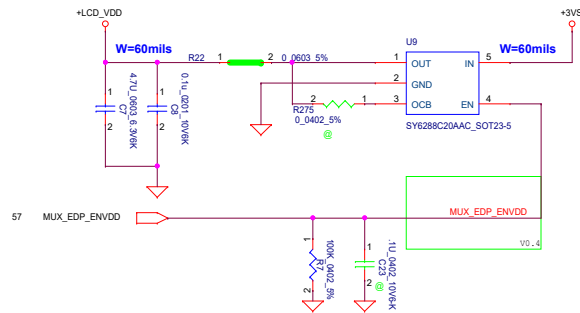 +LCD_VDD
+3VS
W=60mils
R22
1
2
0_0603_5%
U9
W=60mils
1
OUT
IN
5
2
GND
3
OCB
EN
4
2
1
R275
0_0402_5%
@
SY6288C20AAC_SOT23-5
1
2
C7
4.7U_0603_6.3V6K
1
2
C8
0.1u_0201_10V6K
57
MUX_EDP_ENVDD
MUX_EDP_ENVDD
V0.4
1
2
R7
100K_0402_5%
1
2
C23
.1U_0402_10V6-K
@